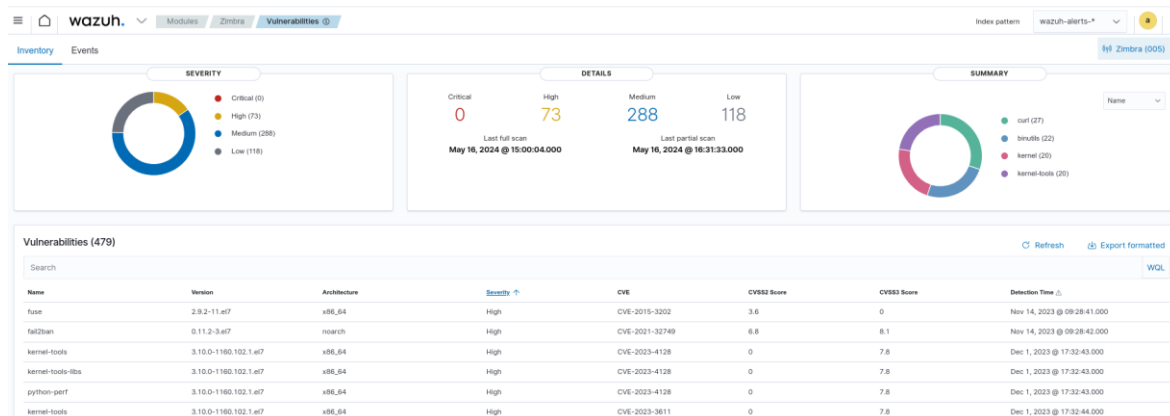 wazuh. Modules Zimbra Vulnerabilities Index pattern wazuh-alerts-* a
Inventory Events Zimbra (005)
SEVERITY
Critical (0)
High (73)
Medium (288)
Low (118)
DETAILS
Critical High Medium Low
0 73 288 118
Last full scan Last partial scan
May 16, 2024 @ 15:00:04.000 May 16, 2024 @ 16:31:33.000
SUMMARY
Name
curl (27)
binutils (22)
kernel (20)
kernel-tools (20)
Vulnerabilities (479) Refresh Export formatted
Search WQL
Name Version Architecture Severity CVE CVSS2 Score CVSS3 Score Detection Time
fuse 2.9.2-11.el7 x86_64 High CVE-2015-3202 3.6 0 Nov 14, 2023 @ 09:28:41.000
fail2ban 0.11.2-3.el7 noarch High CVE-2021-32749 6.8 8.1 Nov 14, 2023 @ 09:28:42.000
kernel-tools 3.10.0-1160.102.1.el7 x86_64 High CVE-2023-4128 0 7.8 Dec 1, 2023 @ 17:32:43.000
kernel-tools-libs 3.10.0-1160.102.1.el7 x86_64 High CVE-2023-4128 0 7.8 Dec 1, 2023 @ 17:32:43.000
python-perf 3.10.0-1160.102.1.el7 x86_64 High CVE-2023-4128 0 7.8 Dec 1, 2023 @ 17:32:43.000
kernel-tools 3.10.0-1160.102.1.el7 x86_64 High CVE-2023-3611 0 7.8 Dec 1, 2023 @ 17:32:44.000